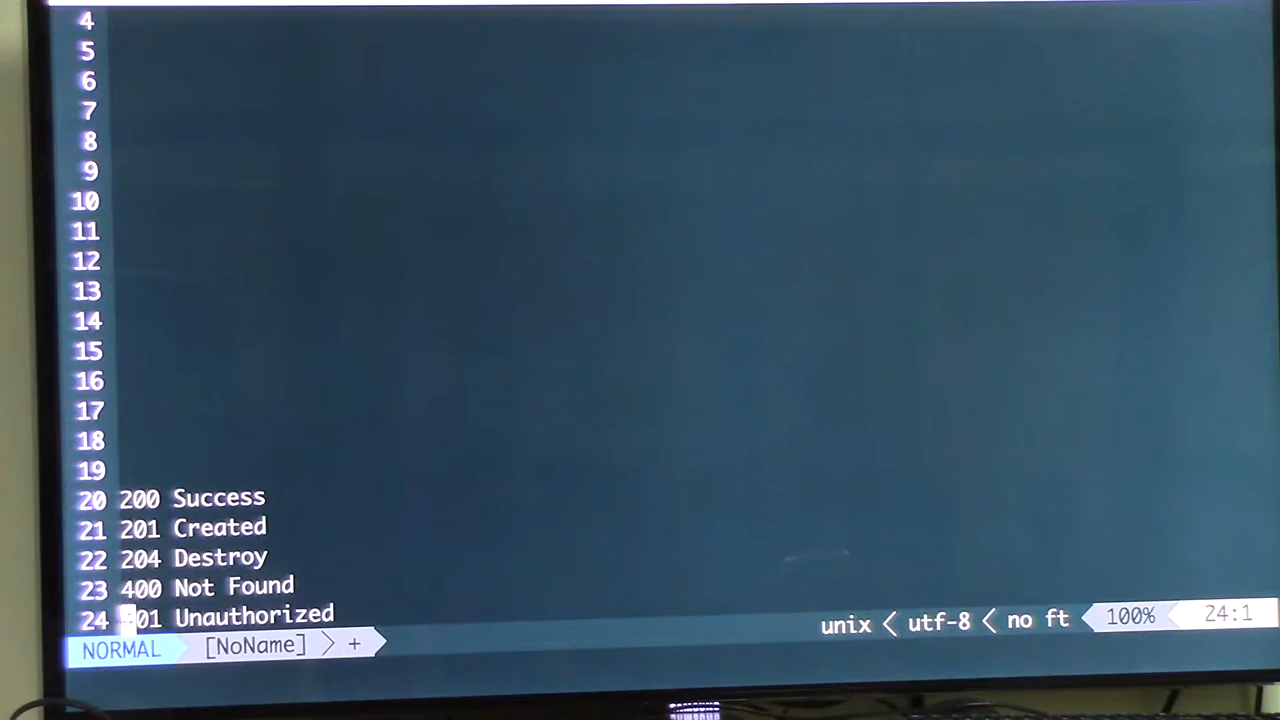 4
5
6
7
8
9
10
11
12
13
14
15
16
17
18
19
20 200 Success
21 201 Created
22 204 Destroy
23 400 Not Found
24 401 Unauthorized
NORMAL [NoName] > + unix < utf-8 < no ft 100% 24:1
SAMSUNG